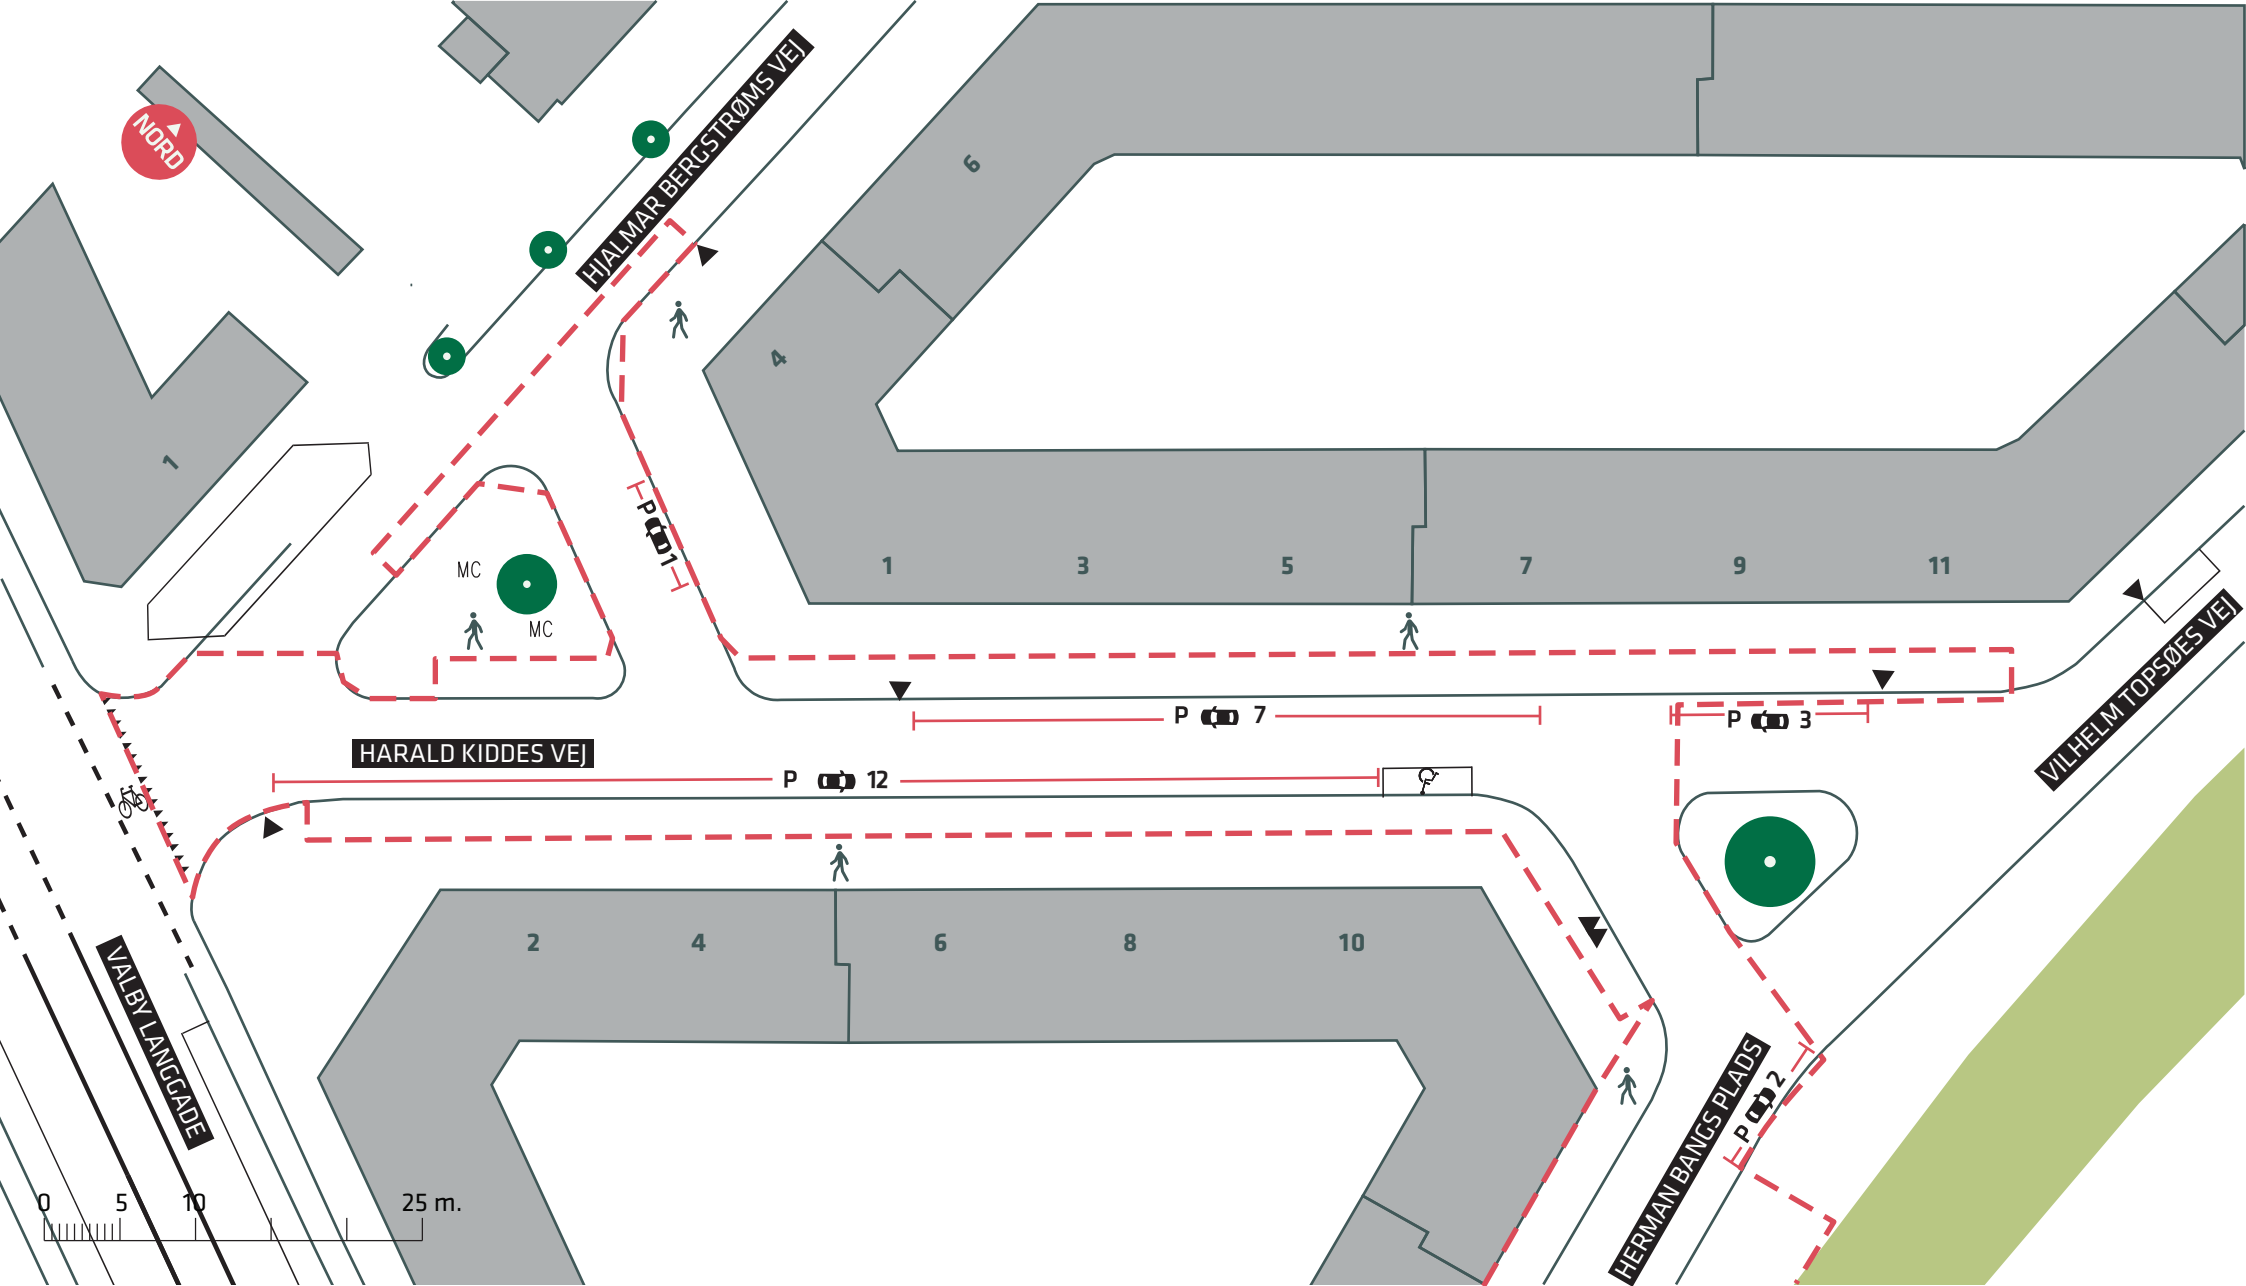 NORD
HJALMAR BERGSTRØMS VEJ
6
4
1
P 1
MC
MC
1
3
5
7
9
11
P 7
P 3
VILHELM TOPSØES VEJ
HARALD KIDDES VEJ
P 12
2
4
6
8
10
VALBY LANGGADE
HERMAN BANGS PLADS
P 2
0 5 10 25 m.